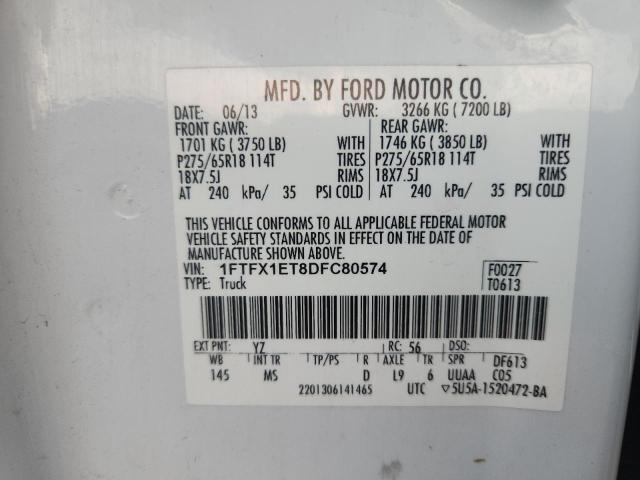 MFD. BY FORD MOTOR CO.
DATE: 06/13 GVWR: 3266 KG ( 7200 LB)
FRONT GAWR: REAR GAWR:
1701 KG ( 3750 LB) WITH 1746 KG ( 3850 LB) WITH
P275/65R18 114T TIRES P275/65R18 114T TIRES
18X7.5J RIMS 18X7.5J RIMS
AT 240 kPa/ 35 PSI COLD AT 240 kPa/ 35 PSI COLD
THIS VEHICLE CONFORMS TO ALL APPLICABLE FEDERAL MOTOR
VEHICLE SAFETY STANDARDS IN EFFECT ON THE DATE OF
MANUFACTURE SHOWN ABOVE.
VIN: 1FTFX1ET8DFC80574 F0027
TYPE: Truck T0613
EXT PNT: YZ RC: 56 DSO:
WB INT TR TP/PS R AXLE TR SPR DF613
145 MS D L9 6 UUAA C05
2201306141465 UTC ▽5U5A-1520472-BA